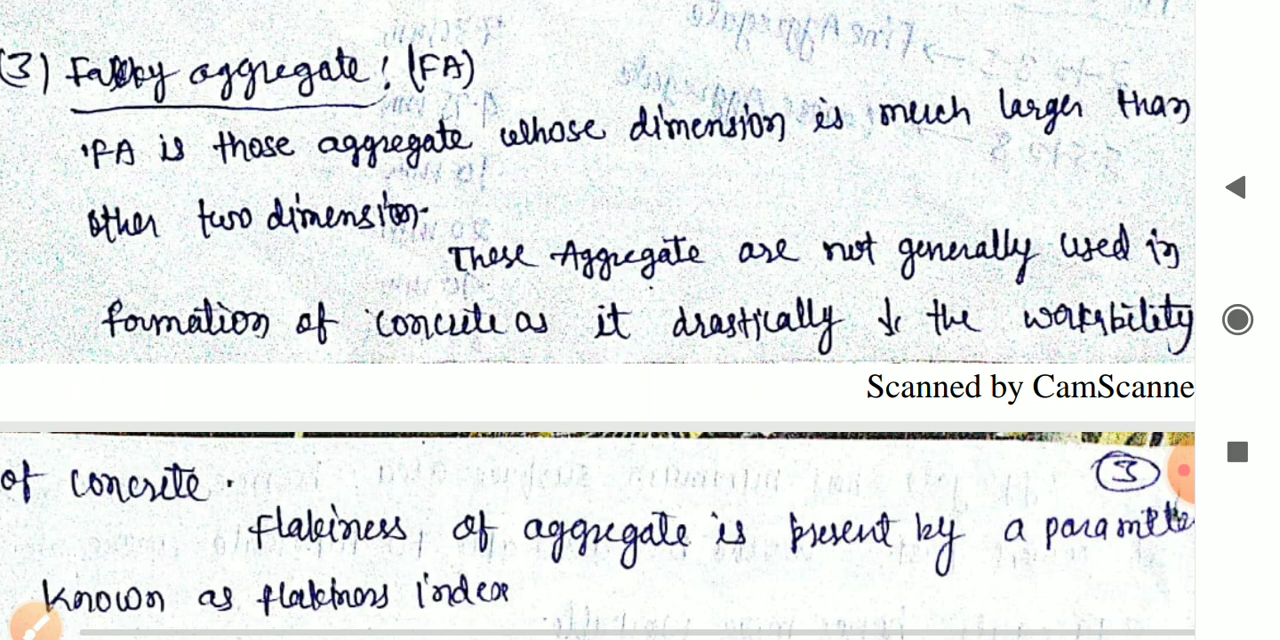 (3) Falky aggregate: (FA)
FA is those aggregate whose dimension is much larger than
other two dimension.
These Aggregate are not generally used in
formation of concrete as it drastically ↓ the workability
Scanned by CamScanne
3
of concrete.
flakiness of aggregate is present by a paramete
known as flakiness index